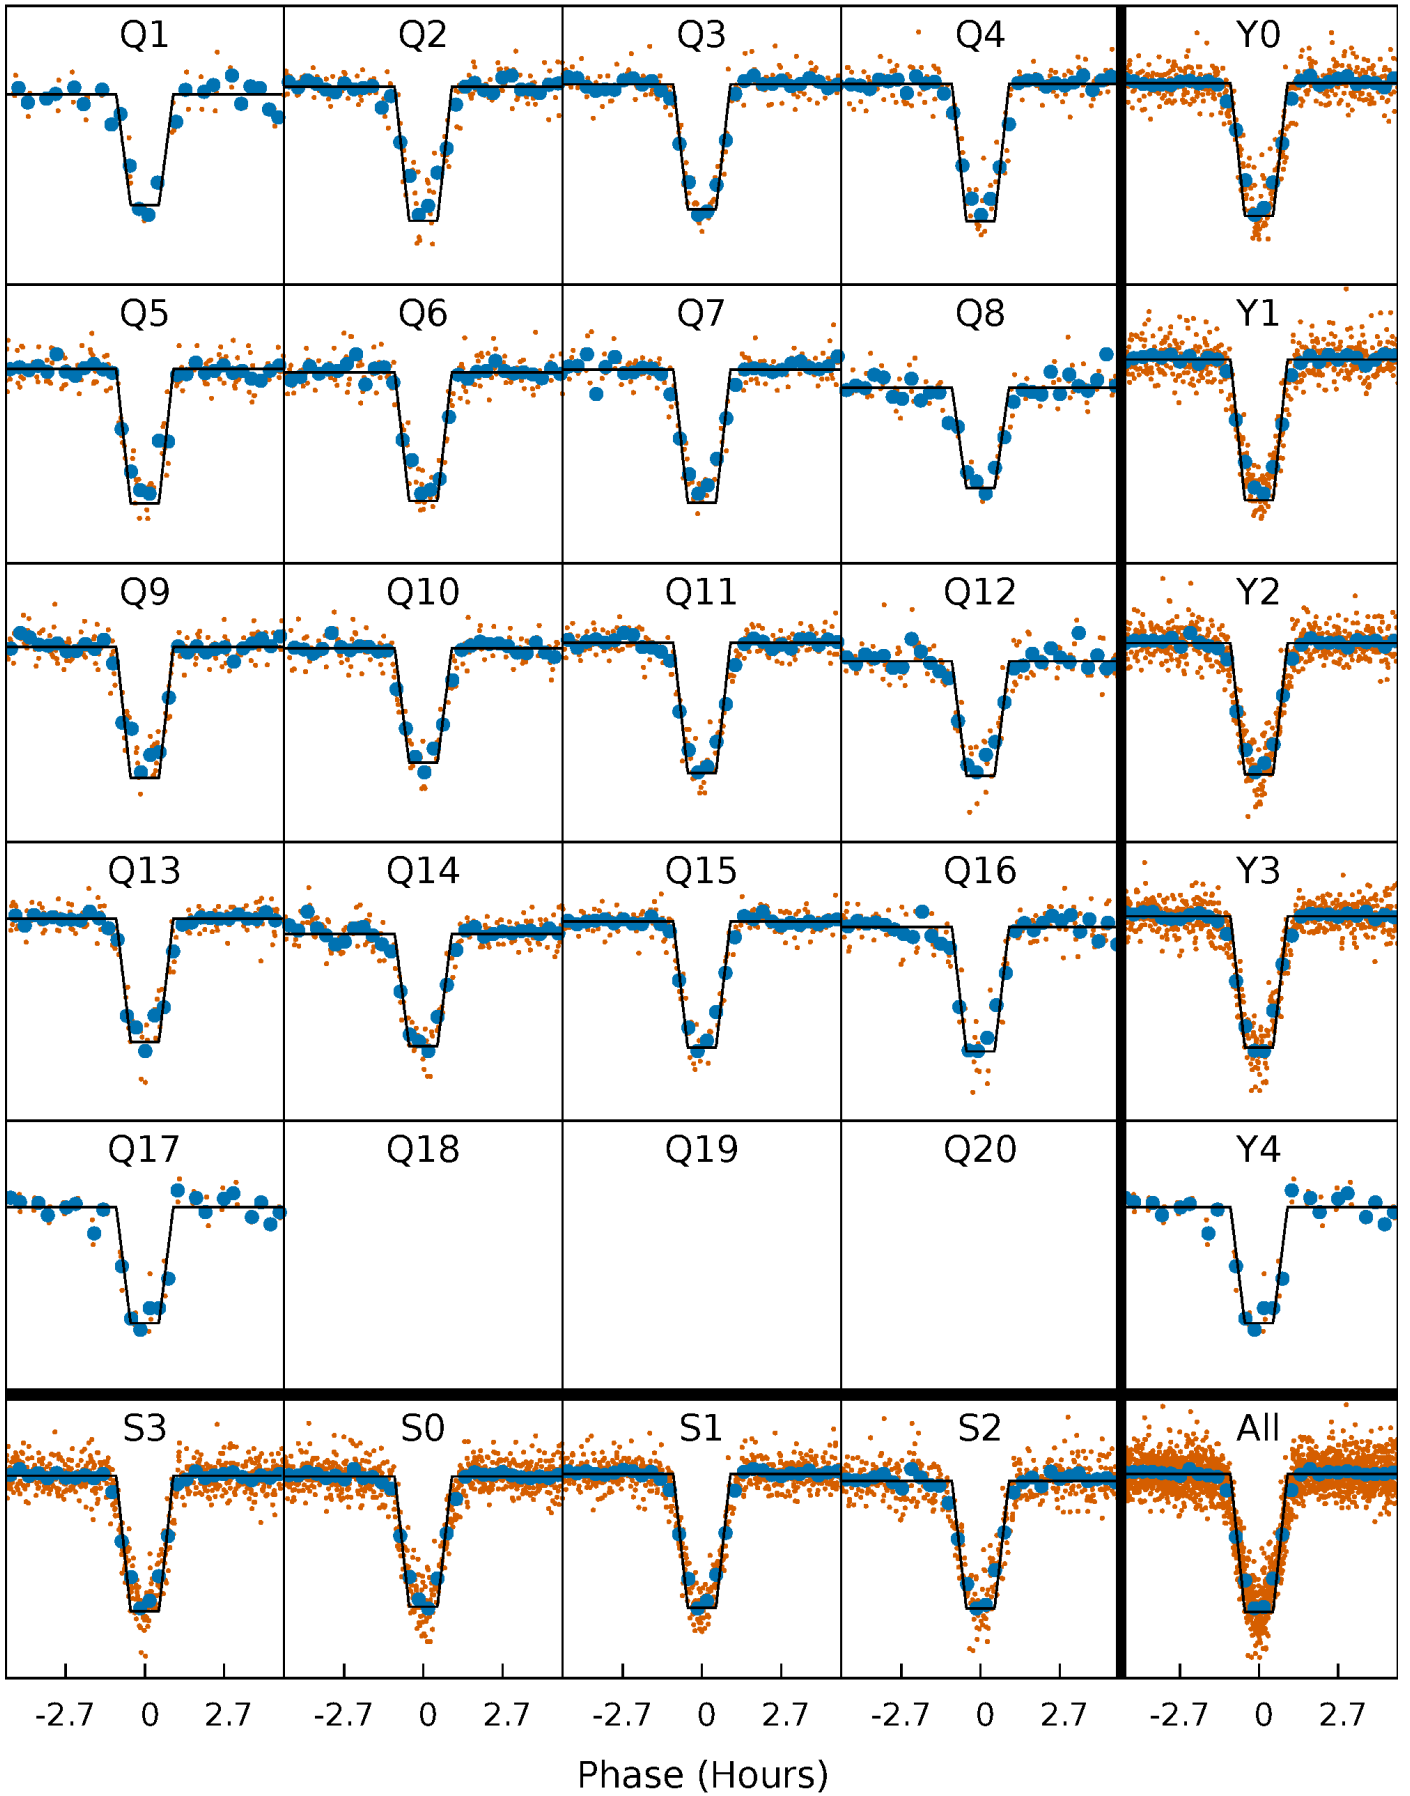 Q1 Q2 Q3 Q4 Y0
Q5 Q6 Q7 Q8 Y1
Q9 Q10 Q11 Q12 Y2
Q13 Q14 Q15 Q16 Y3
Q17 Q18 Q19 Q20 Y4
S3 S0 S1 S2 All
-2.7 0 2.7 -2.7 0 2.7 -2.7 0 2.7 -2.7 0 2.7 -2.7 0 2.7
Phase (Hours)